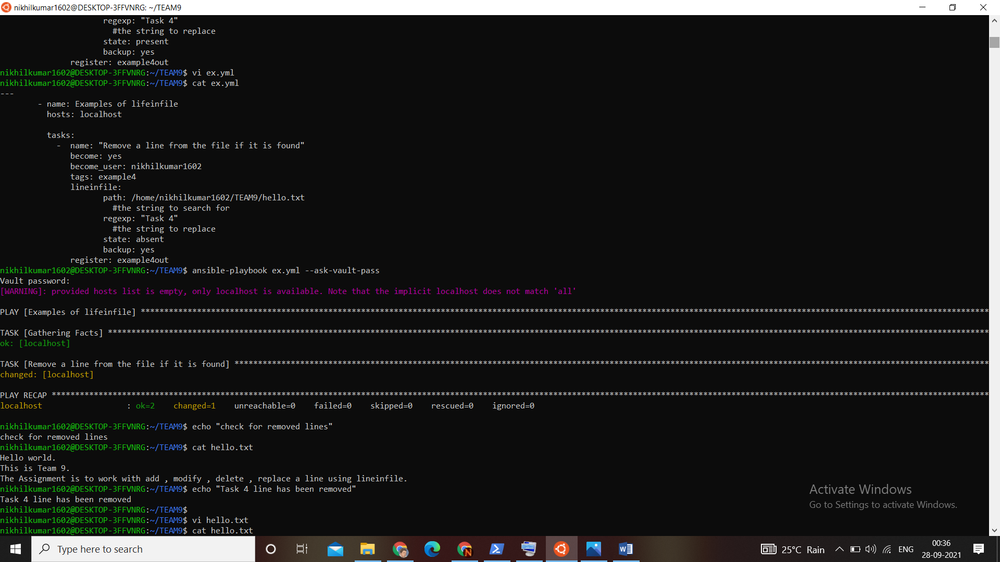 nikhilkumar1602@DESKTOP-3FFVNRG: ~/TEAM9
regexp: "Task 4"
#the string to replace
state: present
backup: yes
register: example4out
nikhilkumar1602@DESKTOP-3FFVNRG:~/TEAM9$ vi ex.yml
nikhilkumar1602@DESKTOP-3FFVNRG:~/TEAM9$ cat ex.yml
---
- name: Examples of lifeinfile
hosts: localhost
tasks:
- name: "Remove a line from the file if it is found"
become: yes
become_user: nikhilkumar1602
tags: example4
lineinfile:
path: /home/nikhilkumar1602/TEAM9/hello.txt
#the string to search for
regexp: "Task 4"
#the string to replace
state: absent
backup: yes
register: example4out
nikhilkumar1602@DESKTOP-3FFVNRG:~/TEAM9$ ansible-playbook ex.yml --ask-vault-pass
Vault password:
[WARNING]: provided hosts list is empty, only localhost is available. Note that the implicit localhost does not match 'all'
PLAY [Examples of lifeinfile] ****************************************************************************************************************************************************************************************
TASK [Gathering Facts] ***********************************************************************************************************************************************************************************************
ok: [localhost]
TASK [Remove a line from the file if it is found] ********************************************************************************************************************************************************************
changed: [localhost]
PLAY RECAP ***********************************************************************************************************************************************************************************************************
localhost : ok=2 changed=1 unreachable=0 failed=0 skipped=0 rescued=0 ignored=0
nikhilkumar1602@DESKTOP-3FFVNRG:~/TEAM9$ echo "check for removed lines"
check for removed lines
nikhilkumar1602@DESKTOP-3FFVNRG:~/TEAM9$ cat hello.txt
Hello world.
This is Team 9.
The Assignment is to work with add , modify , delete , replace a line using lineinfile.
nikhilkumar1602@DESKTOP-3FFVNRG:~/TEAM9$ echo "Task 4 line has been removed"
Task 4 line has been removed
nikhilkumar1602@DESKTOP-3FFVNRG:~/TEAM9$
nikhilkumar1602@DESKTOP-3FFVNRG:~/TEAM9$ vi hello.txt
nikhilkumar1602@DESKTOP-3FFVNRG:~/TEAM9$ cat hello.txt
Activate Windows
Go to Settings to activate Windows.
Type here to search
25°C Rain
ENG
00:36
28-09-2021